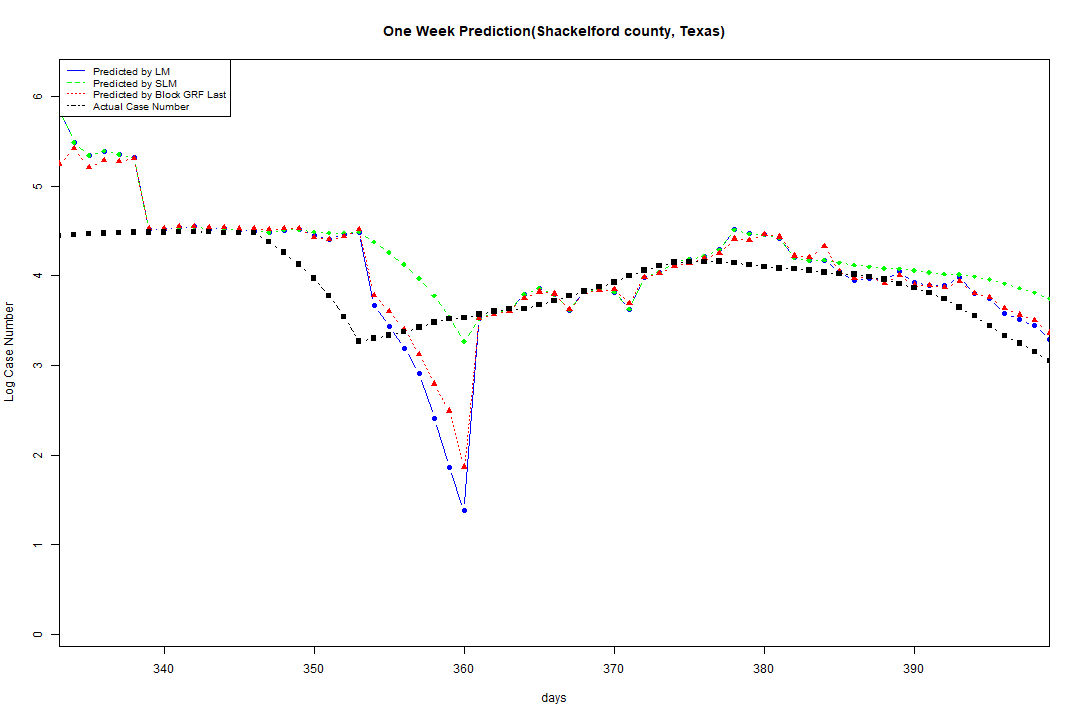 One Week Prediction(Shackelford county, Texas)
Predicted by LM
Predicted by SLM
Predicted by Block GRF Last
Actual Case Number
6
5
4
3
2
1
0
Log Case Number
340 350 360 370 380 390
days